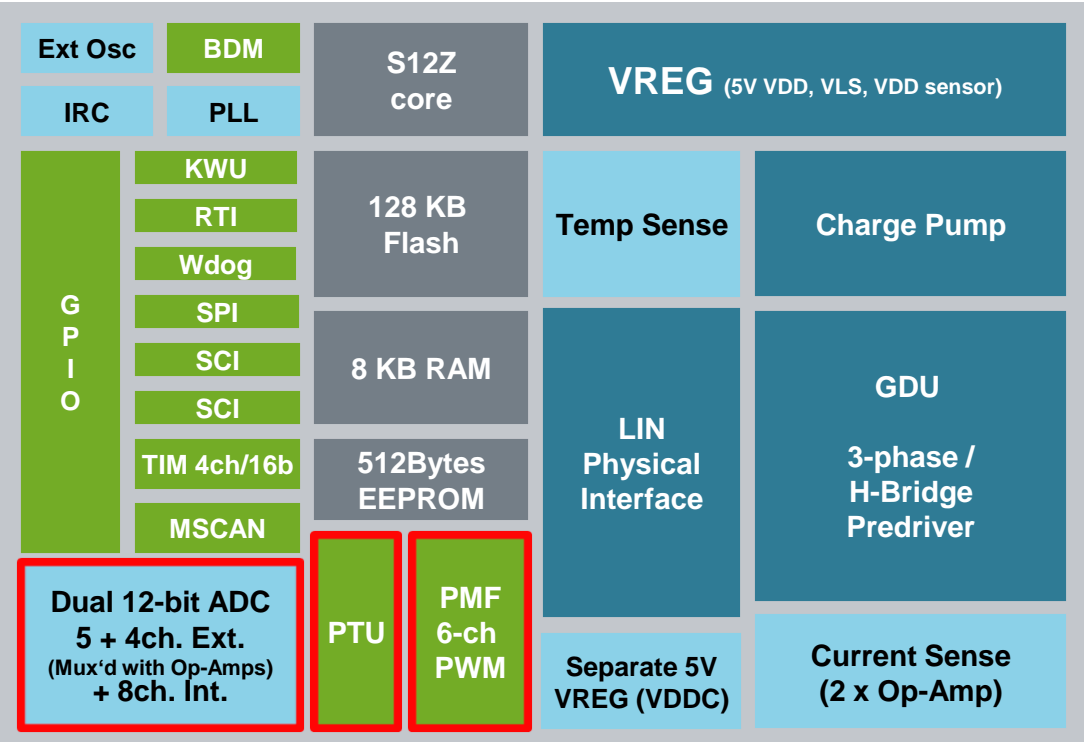 Ext Osc
BDM
IRC
PLL
S12Z
core
VREG (5V VDD, VLS, VDD sensor)
G
P
I
O
KWU
RTI
Wdog
SPI
SCI
SCI
TIM 4ch/16b
MSCAN
128 KB
Flash
8 KB RAM
512Bytes
EEPROM
Temp Sense
Charge Pump
LIN
Physical
Interface
GDU
3-phase /
H-Bridge
Predriver
Dual 12-bit ADC
5 + 4ch. Ext.
(Mux‘d with Op-Amps)
+ 8ch. Int.
PTU
PMF
6-ch
PWM
Separate 5V
VREG (VDDC)
Current Sense
(2 x Op-Amp)